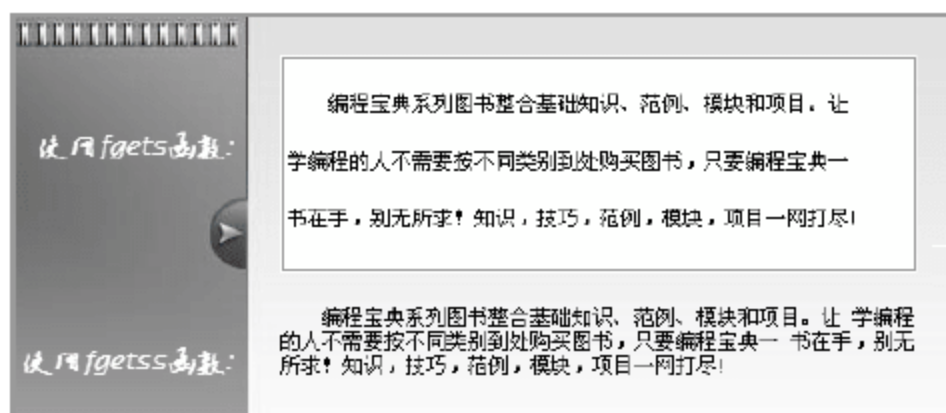 使用fgets函数:
编程宝典系列图书整合基础知识、范例、模块和项目。让
学编程的人不需要按不同类别到处购买图书，只要编程宝典一
书在手，别无所求！知识，技巧，范例，模块，项目一网打尽!
使用fgetss函数:
编程宝典系列图书整合基础知识、范例、模块和项目。让 学编程
的人不需要按不同类别到处购买图书，只要编程宝典一 书在手，别无
所求！知识，技巧，范例，模块，项目一网打尽!